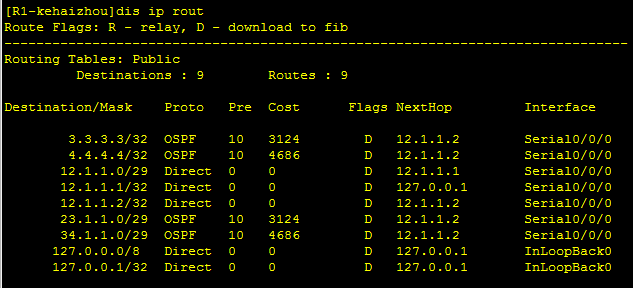 [R1-kehaizhou]dis ip rout
Route Flags: R - relay, D - download to fib
------------------------------------------------------------------------------
Routing Tables: Public
         Destinations : 9        Routes : 9

Destination/Mask    Proto   Pre  Cost      Flags NextHop         Interface

        3.3.3.3/32  OSPF    10   3124        D   12.1.1.2        Serial0/0/0
        4.4.4.4/32  OSPF    10   4686        D   12.1.1.2        Serial0/0/0
       12.1.1.0/29  Direct  0    0           D   12.1.1.1        Serial0/0/0
       12.1.1.1/32  Direct  0    0           D   127.0.0.1       Serial0/0/0
       12.1.1.2/32  Direct  0    0           D   12.1.1.2        Serial0/0/0
       23.1.1.0/29  OSPF    10   3124        D   12.1.1.2        Serial0/0/0
       34.1.1.0/29  OSPF    10   4686        D   12.1.1.2        Serial0/0/0
      127.0.0.0/8   Direct  0    0           D   127.0.0.1       InLoopBack0
      127.0.0.1/32  Direct  0    0           D   127.0.0.1       InLoopBack0